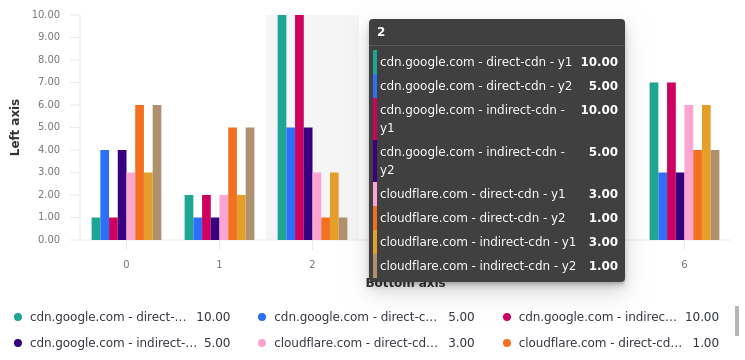 10.00
9.00
8.00
7.00
6.00
5.00
4.00
3.00
2.00
1.00
0.00
Left axis
0
1
2
6
Bottom axis
2
cdn.google.com - direct-cdn - y1 10.00
cdn.google.com - direct-cdn - y2 5.00
cdn.google.com - indirect-cdn - 10.00
y1
cdn.google.com - indirect-cdn - 5.00
y2
cloudflare.com - direct-cdn - y1 3.00
cloudflare.com - direct-cdn - y2 1.00
cloudflare.com - indirect-cdn - y1 3.00
cloudflare.com - indirect-cdn - y2 1.00
cdn.google.com - direct-... 10.00
cdn.google.com - direct-c... 5.00
cdn.google.com - indirec... 10.00
cdn.google.com - indirect-... 5.00
cloudflare.com - direct-cd... 3.00
cloudflare.com - direct-cd... 1.00